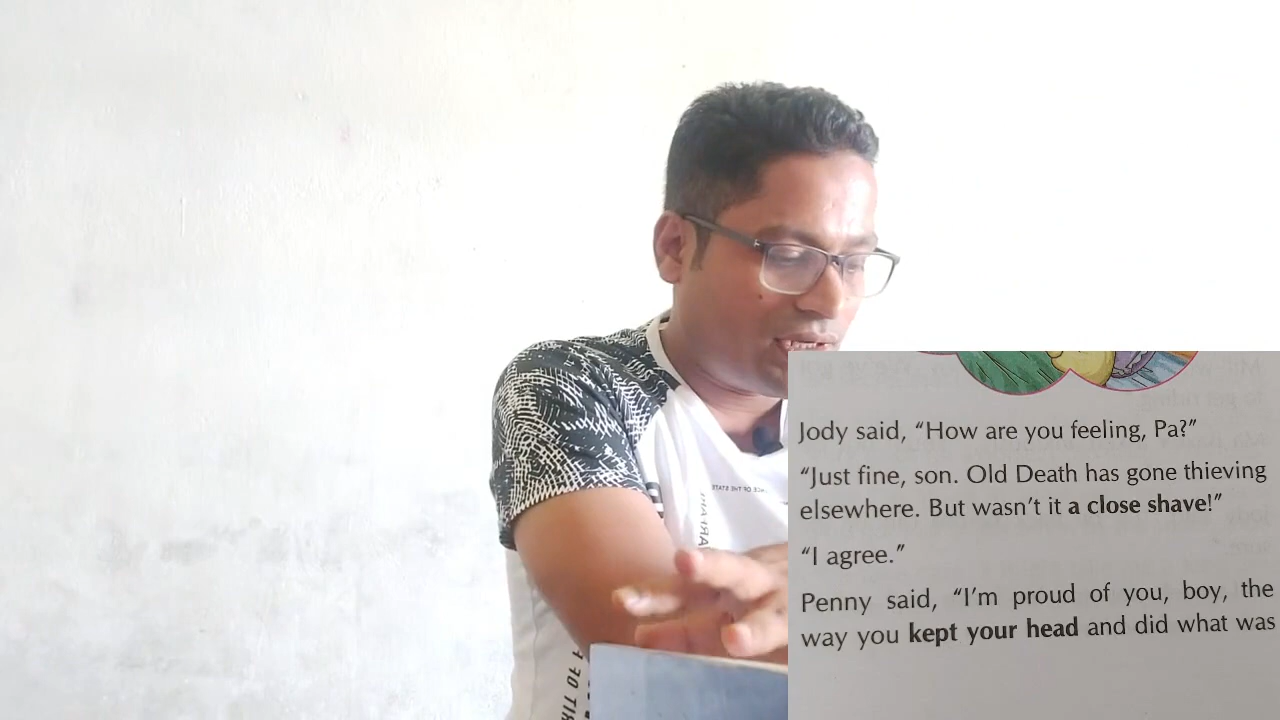 Jody said, “How are you feeling, Pa?”
“Just fine, son. Old Death has gone thieving
elsewhere. But wasn’t it a close shave!”
“I agree.”
Penny said, “I’m proud of you, boy, the
way you kept your head and did what was